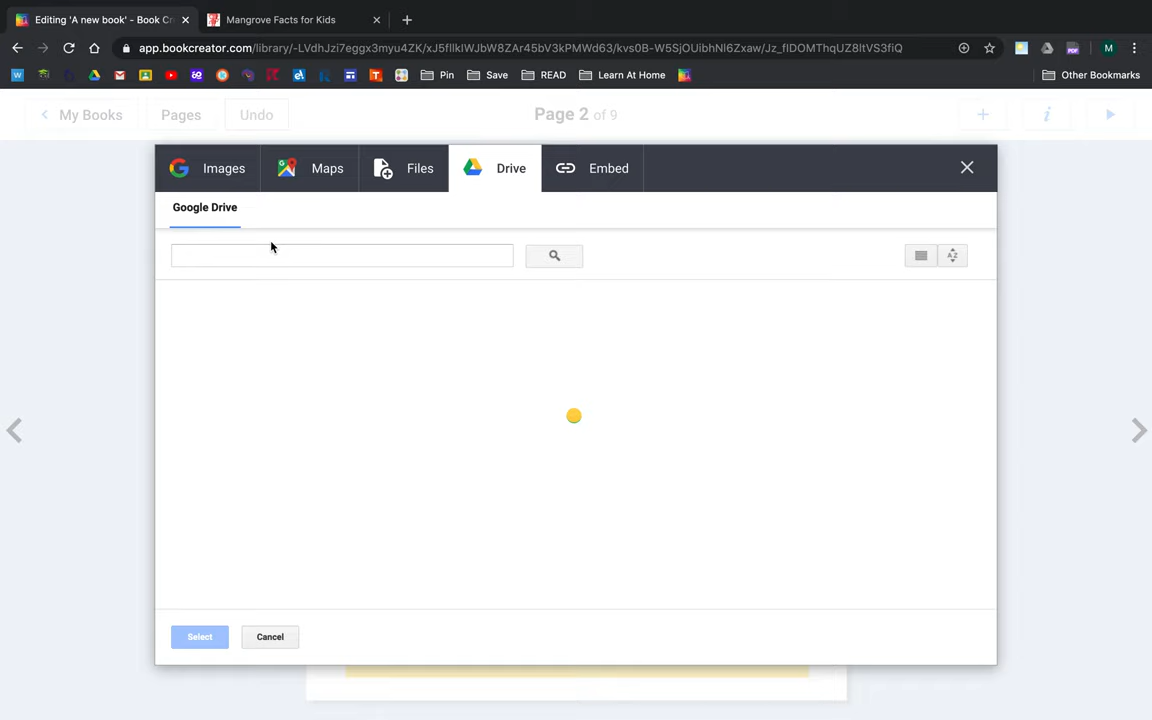 Editing 'A new book' - Book Cr
Mangrove Facts for Kids
app.bookcreator.com/library/-LVdhJzi7eggx3myu4ZK/xJ5fIlkIWJbW8ZAr45bV3kPMWd63/kvs0B-W5SjOUibhNl6Zxaw/Jz_fIDOMThqUZ8ltVS3fiQ
M
Pin
Save
READ
Learn At Home
Other Bookmarks
My Books
Pages
Undo
Page 2 of 9
Images
Maps
Files
Drive
Embed
Google Drive
Select
Cancel